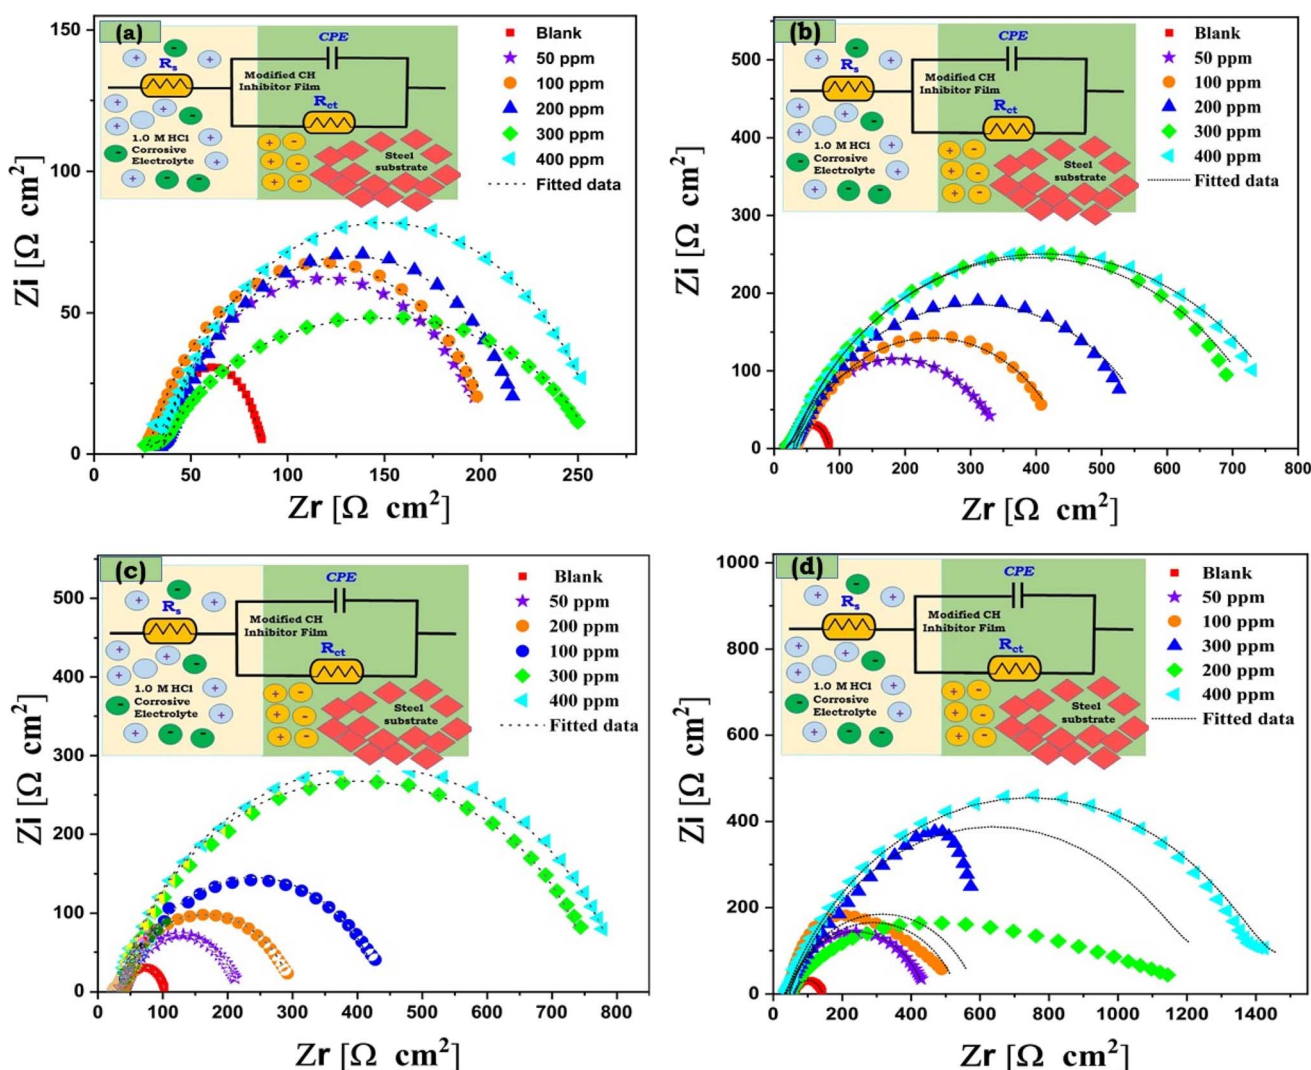 (a)
CPE
Rs
Modified CH
Inhibitor Film
Rct
1.0 M HCl
Corrosive
Electrolyte
Steel
substrate
Blank
50 ppm
100 ppm
200 ppm
300 ppm
400 ppm
Fitted data
150
100
50
0
Zi [Ω cm²]
0 50 100 150 200 250
Zr [Ω cm²]
(b)
CPE
Rs
Modified CH
Inhibitor Film
Rct
1.0 M HCl
Corrosive
Electrolyte
Steel
substrate
Blank
50 ppm
100 ppm
200 ppm
300 ppm
400 ppm
Fitted data
500
400
300
200
100
0
Zi [Ω cm²]
0 100 200 300 400 500 600 700 800
Zr [Ω cm²]
(c)
CPE
Rs
Modified CH
Inhibitor Film
Rct
1.0 M HCl
Corrosive
Electrolyte
Steel
substrate
Blank
50 ppm
200 ppm
100 ppm
300 ppm
400 ppm
Fitted data
500
400
300
200
100
0
Zi [Ω cm²]
0 100 200 300 400 500 600 700 800
Zr [Ω cm²]
(d)
CPE
Rs
Modified CH
Inhibitor Film
Rct
1.0 M HCl
Corrosive
Electrolyte
Steel
substrate
Blank
50 ppm
100 ppm
300 ppm
200 ppm
400 ppm
Fitted data
1000
800
600
400
200
0
Zi [Ω cm²]
0 200 400 600 800 1000 1200 1400
Zr [Ω cm²]